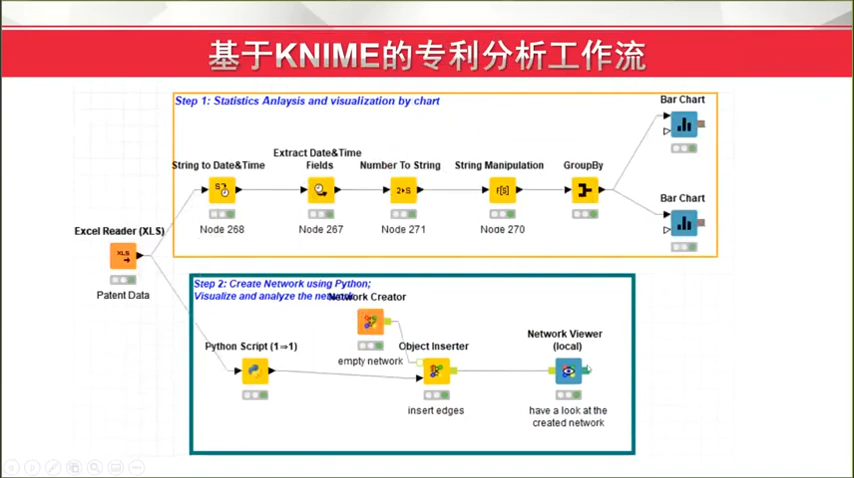 基于KNIME的专利分析工作流
Step 1: Statistics Anlaysis and visualization by chart
Bar Chart
String to Date&Time
Extract Date&Time
Fields
Number To String
String Manipulation
GroupBy
S
2▸S
f[S]
Node 268
Node 267
Node 271
Node 270
Bar Chart
Excel Reader (XLS)
XLS
Patent Data
Step 2: Create Network using Python;
Visualize and analyze the network
Network Creator
empty network
Python Script (1⇒1)
Object Inserter
insert edges
Network Viewer
(local)
have a look at the
created network